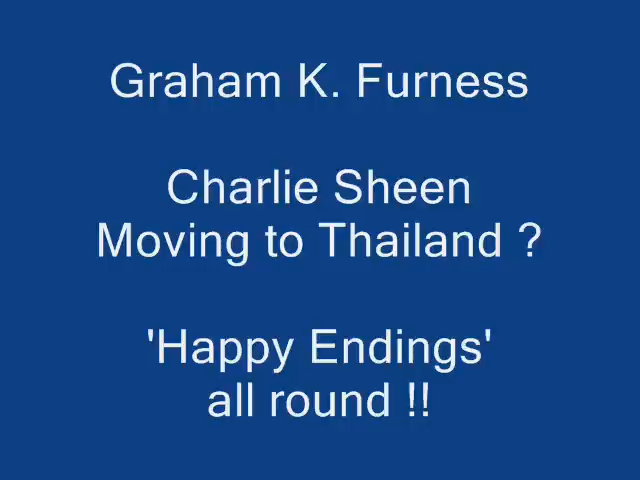 Graham K. Furness
Charlie Sheen
Moving to Thailand ?
'Happy Endings'
all round !!